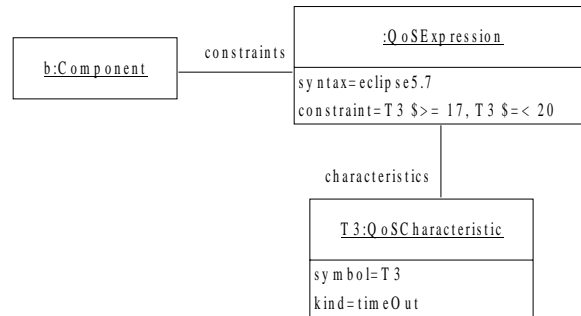 :QoSExpression
constraints
b:Component
syntax=eclipse5.7
constraint=T3 $>= 17, T3 $=< 20
characteristics
T3:QoSCharacteristic
symbol=T3
kind=timeOut